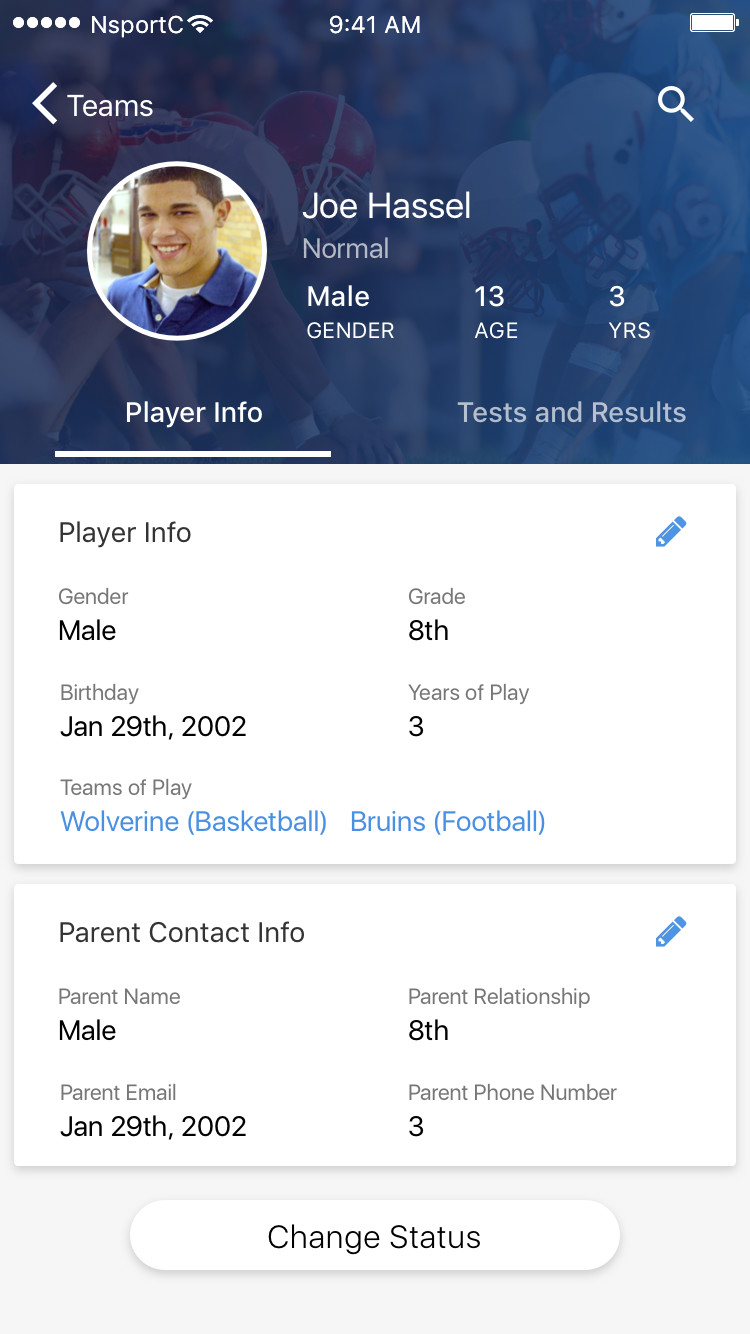 NsportC 9:41 AM
Teams
Joe Hassel
Normal
Male 13 3
GENDER AGE YRS
Player Info Tests and Results
Player Info
Gender Grade
Male 8th
Birthday Years of Play
Jan 29th, 2002 3
Teams of Play
Wolverine (Basketball) Bruins (Football)
Parent Contact Info
Parent Name Parent Relationship
Male 8th
Parent Email Parent Phone Number
Jan 29th, 2002 3
Change Status